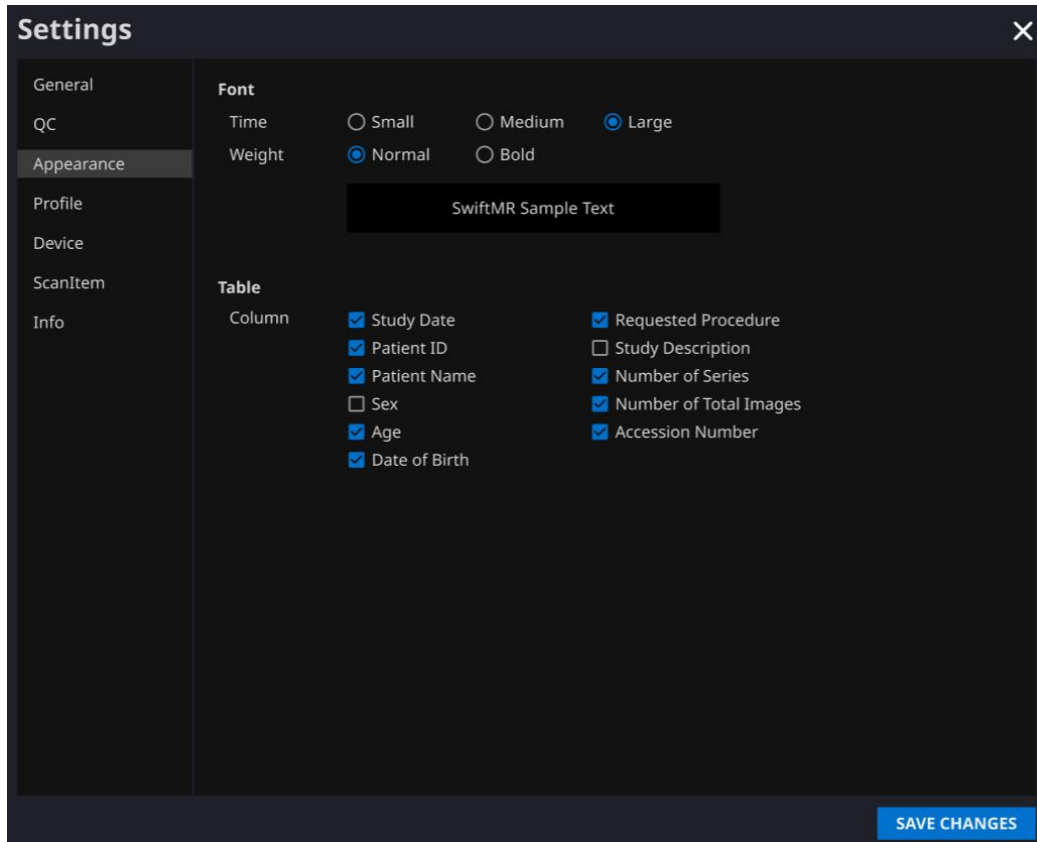 Settings
General
QC
Appearance
Profile
Device
ScanItem
Info
Font
Time Small Medium Large
Weight Normal Bold
SwiftMR Sample Text
Table
Column Study Date Requested Procedure
Patient ID Study Description
Patient Name Number of Series
Sex Number of Total Images
Age Accession Number
Date of Birth
SAVE CHANGES